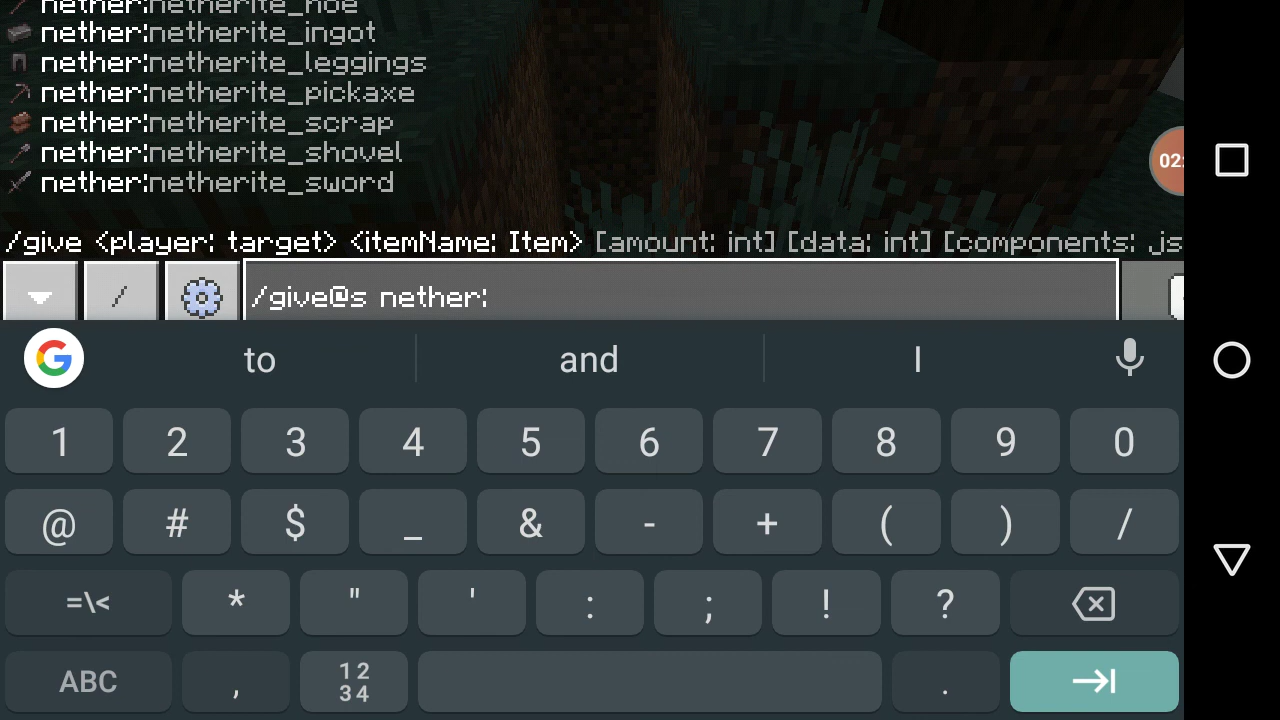 nether:netherite_hoe
nether:netherite_ingot
nether:netherite_leggings
nether:netherite_pickaxe
nether:netherite_scrap
nether:netherite_shovel
nether:netherite_sword
02:
/give <player: target> <itemName: Item> [amount: int] [data: int] [components: js
/
/give@s nether:
G to and I
1 2 3 4 5 6 7 8 9 0
@ # $ _ & - + ( ) /
=\< * " ' : ; ! ?
ABC , 12 .
34